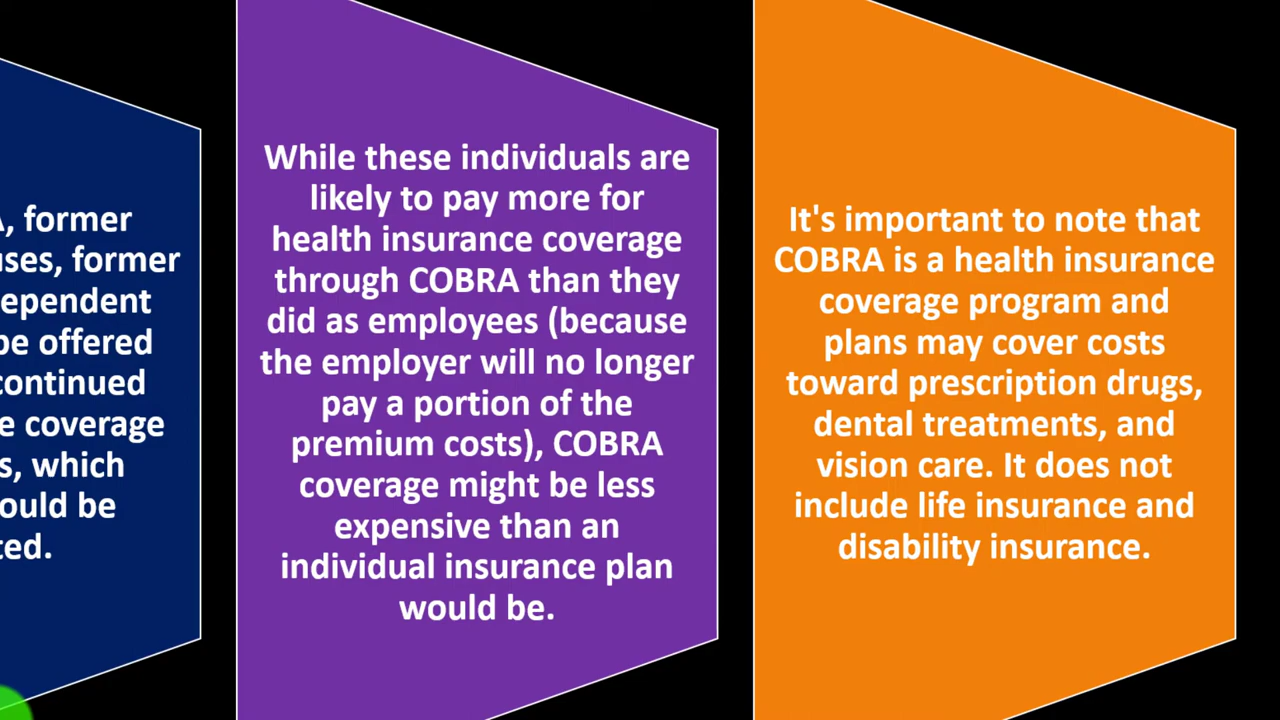 , former
former
be offered
continued
coverage
which
be
While these individuals are
likely to pay more for
health insurance coverage
through COBRA than they
did as employees (because
the employer will no longer
pay a portion of the
premium costs), COBRA
coverage might be less
expensive than an
individual insurance plan
would be.
It's important to note that
COBRA is a health insurance
coverage program and
plans may cover costs
toward prescription drugs,
dental treatments, and
vision care. It does not
include life insurance and
disability insurance.